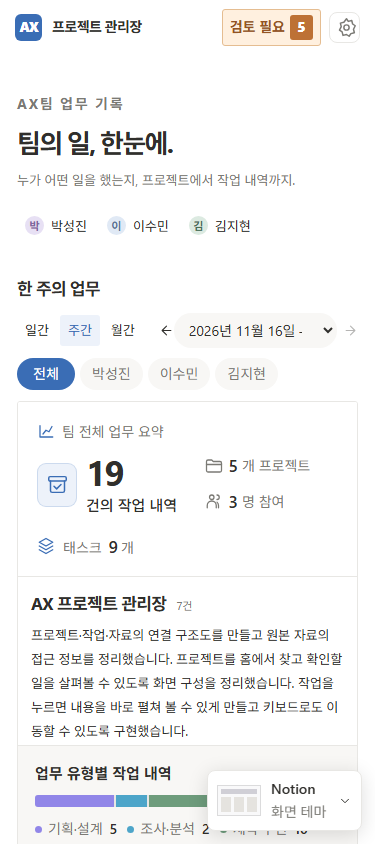 AX 프로젝트 관리장
검토 필요 5
AX팀 업무 기록
팀의 일, 한눈에.
누가 어떤 일을 했는지, 프로젝트에서 작업 내역까지.
박 박성진 이 이수민 김 김지현
한 주의 업무
일간 주간 월간 ← 2026년 11월 16일 - →
전체 박성진 이수민 김지현
팀 전체 업무 요약
19
건의 작업 내역
5 개 프로젝트
3 명 참여
태스크 9 개
AX 프로젝트 관리장 7건
프로젝트·작업·자료의 연결 구조도를 만들고 원본 자료의
접근 정보를 정리했습니다. 프로젝트를 홈에서 찾고 확인할
일을 살펴볼 수 있도록 화면 구성을 정리했습니다. 작업을
누르면 내용을 바로 펼쳐 볼 수 있게 만들고 키보드로도 이
동할 수 있도록 구현했습니다.
업무 유형별 작업 내역
Notion
화면 테마
기획·설계 5 조사·분석 2